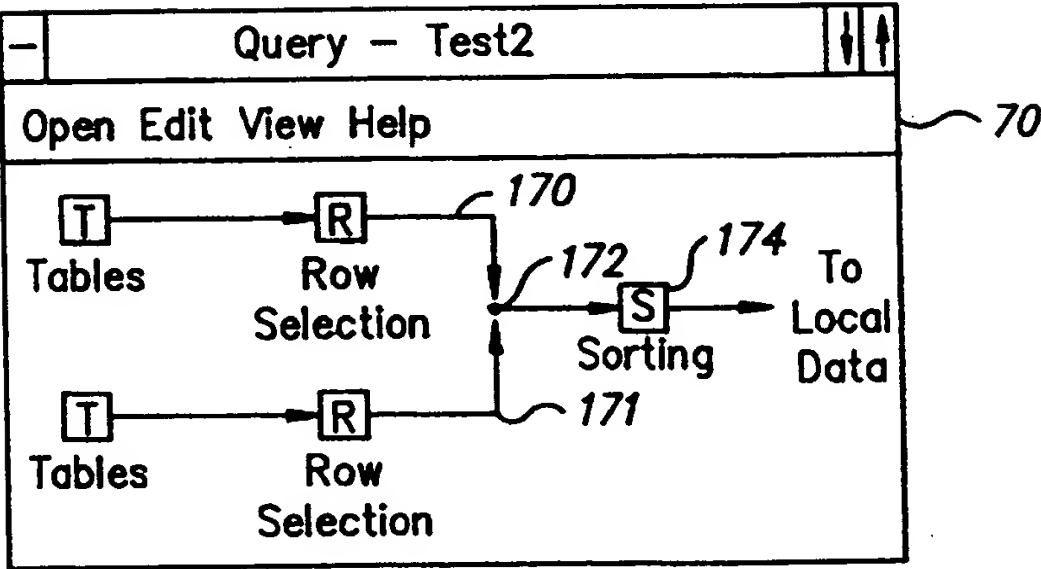 Query - Test2
Open Edit View Help
70
T
Tables
R
Row
Selection
170
172
S
Sorting
174
To
Local
Data
T
Tables
R
Row
Selection
171